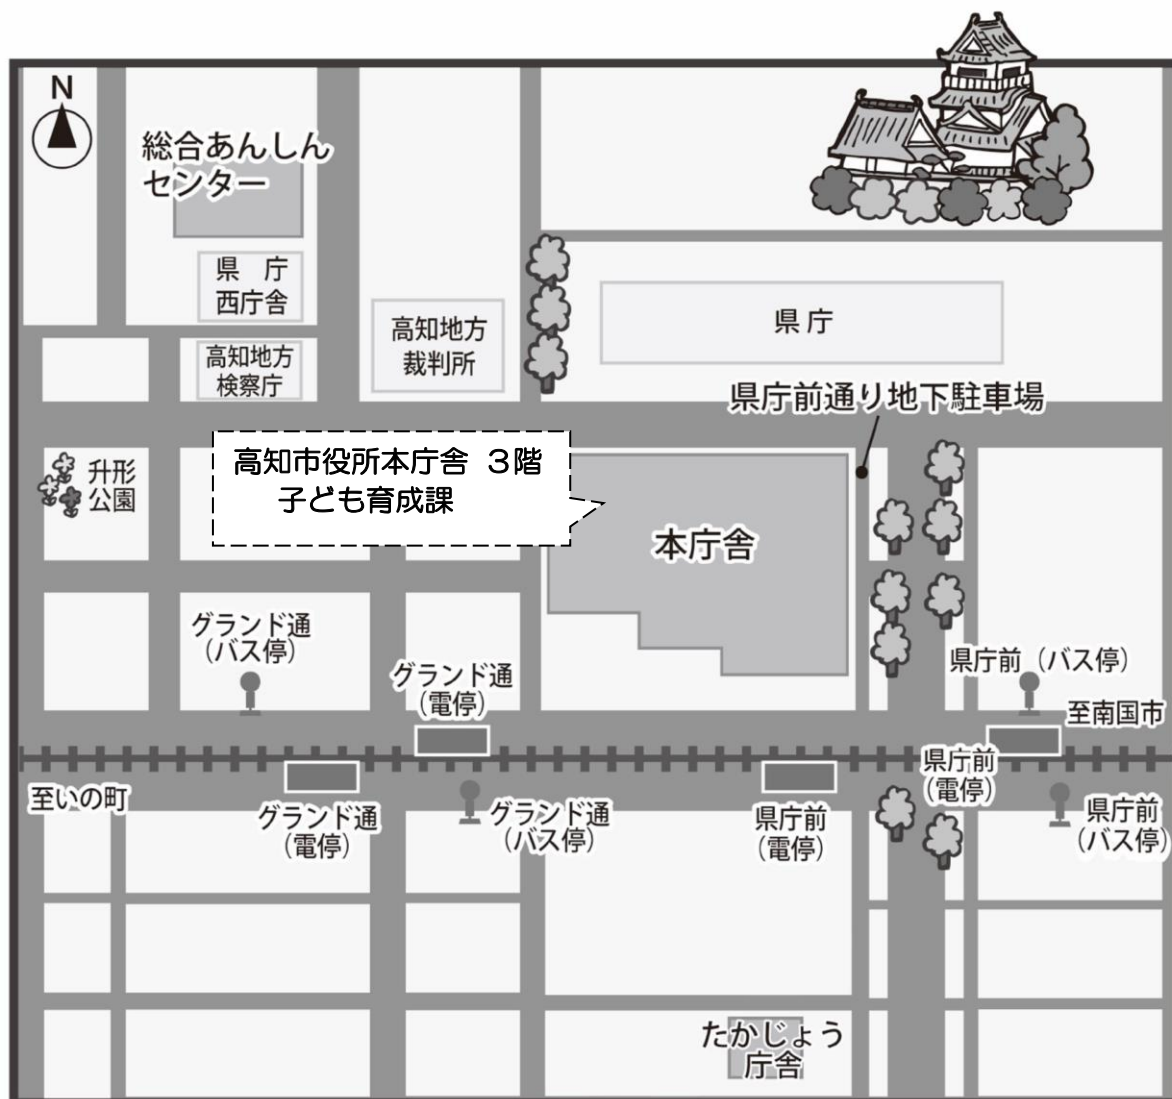 N
総合あんしん
センター
県 庁
西庁舎
高知地方
検察庁
高知地方
裁判所
県庁
県庁前通り地下駐車場
升形
公園
高知市役所本庁舎 3階
子ども育成課
本庁舎
グランド通
(バス停)
グランド通
(電停)
県庁前 (バス停)
至南国市
至いの町
グランド通
(電停)
グランド通
(バス停)
県庁前
(電停)
県庁前
(電停)
県庁前
(バス停)
たかじょう
庁舎